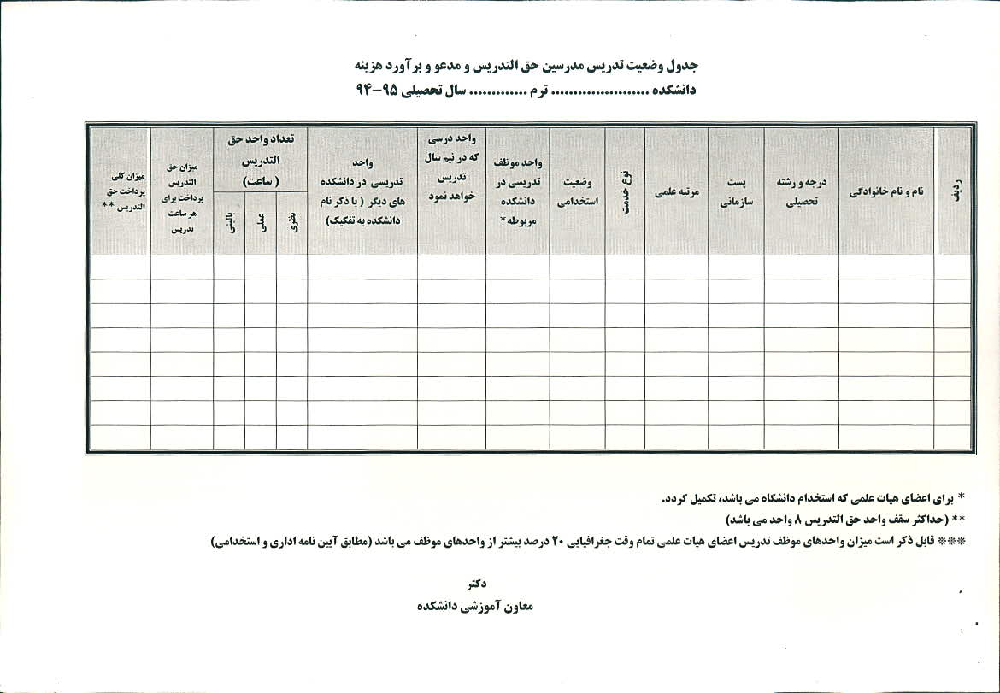 جدول وضعیت تدریس مدرسین حق التدریس و مدعو و برآورد هزینه
دانشکده ...................... ترم ............. سال تحصیلی ۹۵-۹۴
ردیف
نام و نام خانوادگی
درجه و رشته
تحصیلی
پست
سازمانی
مرتبه علمی
نوع خدمت
وضعیت
استخدامی
واحد موظف
تدریسی در
دانشکده
مربوطه*
واحد درسی
که در نیم سال
تدریس
خواهد نمود
واحد
تدریسی در دانشکده
های دیگر ( با ذکر نام
دانشکده به تفکیک)
تعداد واحد حق
التدریس
( ساعت)
نظری
عملی
بالینی
میزان حق
التدریس
پرداخت برای
هر ساعت
تدریس
میزان کلی
پرداخت حق
التدریس **
* برای اعضای هیات علمی که استخدام دانشگاه می باشد، تکمیل گردد.
** (حداکثر سقف واحد حق التدریس ۸ واحد می باشد)
*** قابل ذکر است میزان واحدهای موظف تدریس اعضای هیات علمی تمام وقت جغرافیایی ۲۰ درصد بیشتر از واحدهای موظف می باشد (مطابق آیین نامه اداری و استخدامی)
دکتر
معاون آموزشی دانشکده